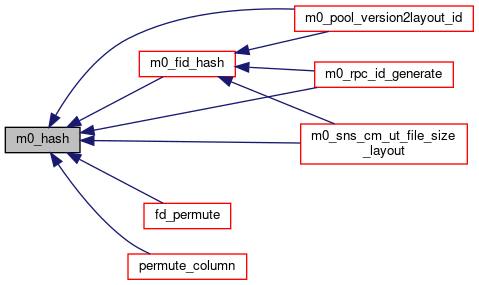 m0_pool_version2layout_id
m0_fid_hash
m0_rpc_id_generate
m0_hash
m0_sns_cm_ut_file_size
_layout
fd_permute
permute_column